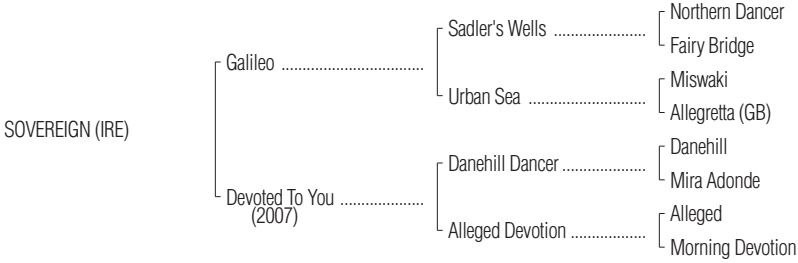 SOVEREIGN (IRE)
Galileo ..................................
Devoted To You ....................
(2007)
Sadler's Wells ......................
Urban Sea ............................
Danehill Dancer ....................
Alleged Devotion ..................
Northern Dancer
Fairy Bridge
Miswaki
Allegretta (GB)
Danehill
Mira Adonde
Alleged
Morning Devotion